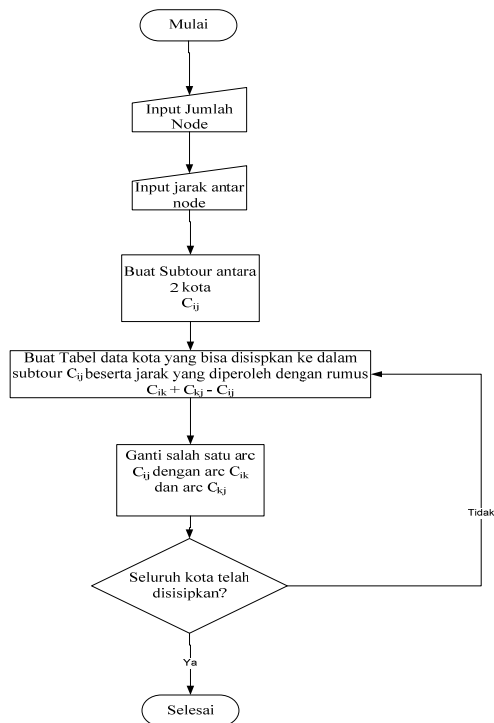 Mulai
Input Jumlah
Node
Input jarak antar
node
Buat Subtour antara
2 kota
Cij
Buat Tabel data kota yang bisa disispkan ke dalam
subtour Cij beserta jarak yang diperoleh dengan rumus
Cik + Ckj - Cij
Ganti salah satu arc
Cij dengan arc Cik
dan arc Ckj
Tidak
Seluruh kota telah
disisipkan?
Ya
Selesai